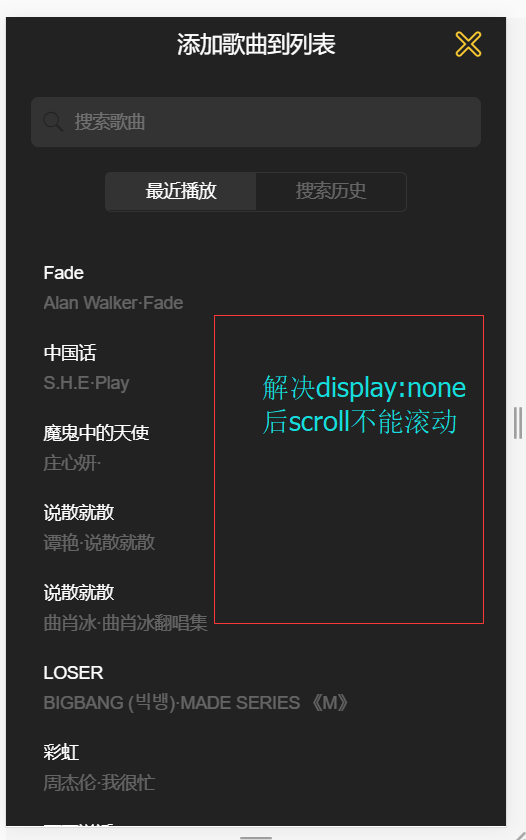 添加歌曲到列表
搜索歌曲
最近播放
搜索历史
Fade
Alan Walker·Fade
中国话
S.H.E·Play
魔鬼中的天使
庄心妍·
说散就散
谭艳·说散就散
说散就散
曲肖冰·曲肖冰翻唱集
解决display:none
后scroll不能滚动
LOSER
BIGBANG (빅뱅)·MADE SERIES 《M》
彩虹
周杰伦·我很忙